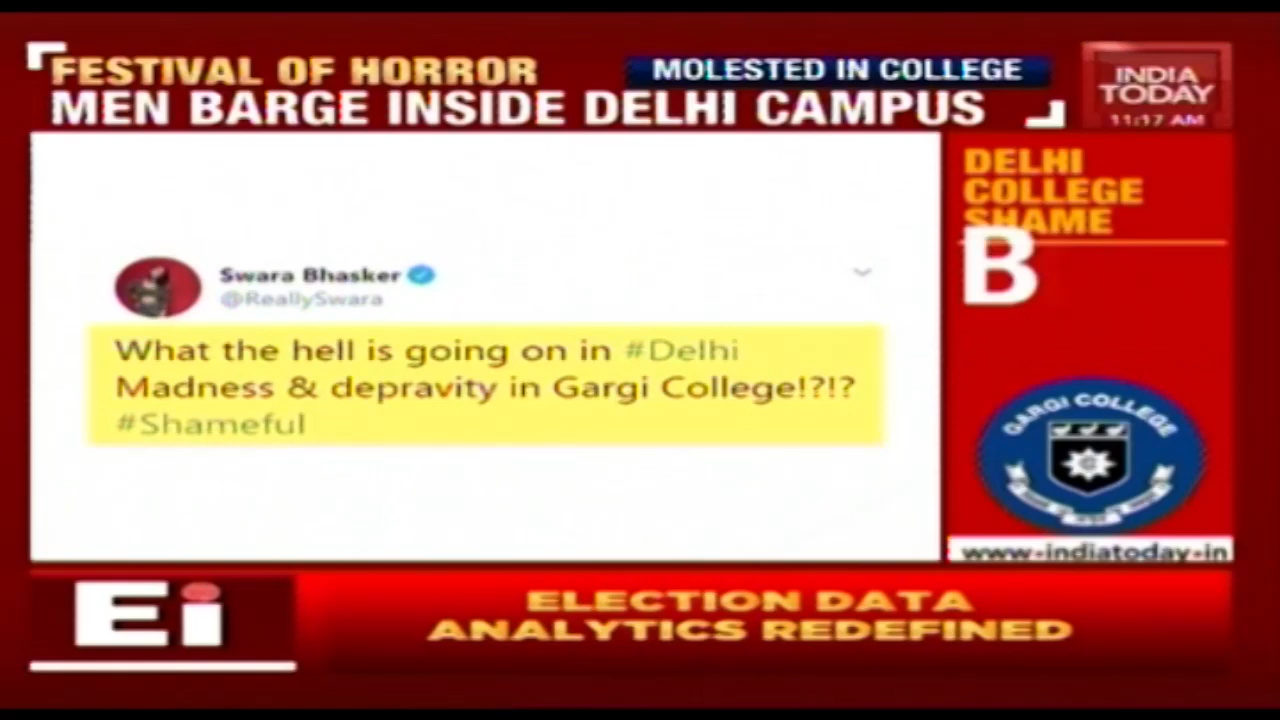 FESTIVAL OF HORROR
MOLESTED IN COLLEGE
MEN BARGE INSIDE DELHI CAMPUS
INDIA
TODAY
11:17 AM
DELHI
COLLEGE
SHAME
B
Swara Bhasker
@ReallySwara
What the hell is going on in #Delhi
Madness & depravity in Gargi College!?!?
#Shameful
GARGI COLLEGE
www.indiatoday.in
Ei
ELECTION DATA
ANALYTICS REDEFINED